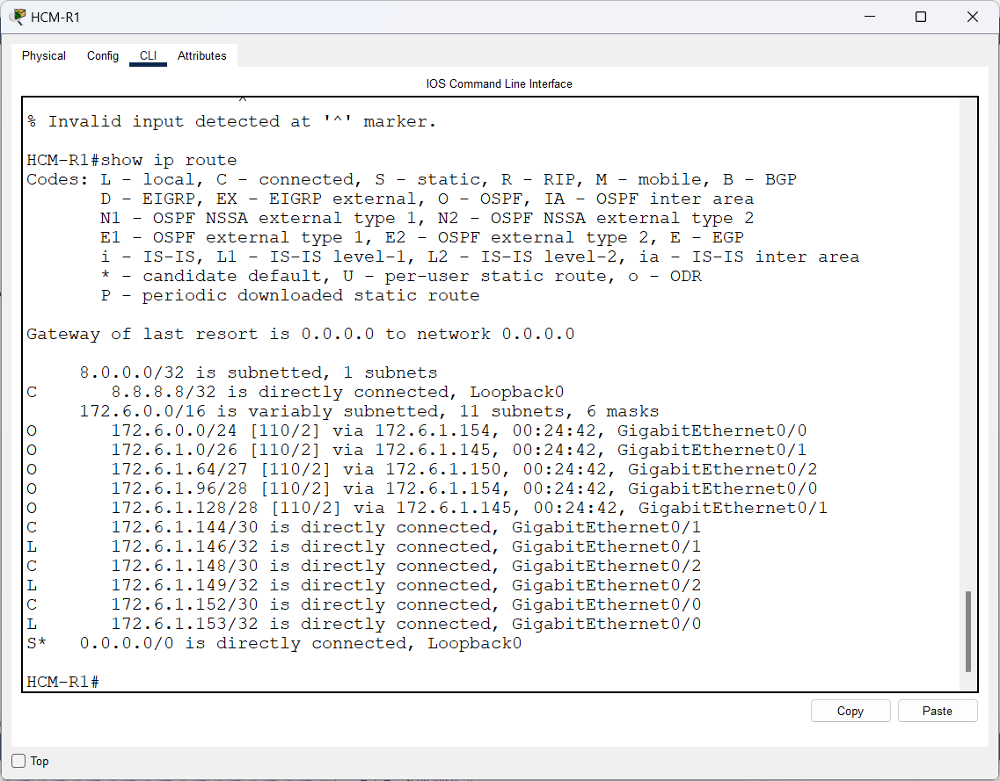 HCM-R1
Physical Config CLI Attributes
IOS Command Line Interface
^
% Invalid input detected at '^' marker.
HCM-R1#show ip route
Codes: L - local, C - connected, S - static, R - RIP, M - mobile, B - BGP
D - EIGRP, EX - EIGRP external, O - OSPF, IA - OSPF inter area
N1 - OSPF NSSA external type 1, N2 - OSPF NSSA external type 2
E1 - OSPF external type 1, E2 - OSPF external type 2, E - EGP
i - IS-IS, L1 - IS-IS level-1, L2 - IS-IS level-2, ia - IS-IS inter area
* - candidate default, U - per-user static route, o - ODR
P - periodic downloaded static route
Gateway of last resort is 0.0.0.0 to network 0.0.0.0
8.0.0.0/32 is subnetted, 1 subnets
C 8.8.8.8/32 is directly connected, Loopback0
172.6.0.0/16 is variably subnetted, 11 subnets, 6 masks
O 172.6.0.0/24 [110/2] via 172.6.1.154, 00:24:42, GigabitEthernet0/0
O 172.6.1.0/26 [110/2] via 172.6.1.145, 00:24:42, GigabitEthernet0/1
O 172.6.1.64/27 [110/2] via 172.6.1.150, 00:24:42, GigabitEthernet0/2
O 172.6.1.96/28 [110/2] via 172.6.1.154, 00:24:42, GigabitEthernet0/0
O 172.6.1.128/28 [110/2] via 172.6.1.145, 00:24:42, GigabitEthernet0/1
C 172.6.1.144/30 is directly connected, GigabitEthernet0/1
L 172.6.1.146/32 is directly connected, GigabitEthernet0/1
C 172.6.1.148/30 is directly connected, GigabitEthernet0/2
L 172.6.1.149/32 is directly connected, GigabitEthernet0/2
C 172.6.1.152/30 is directly connected, GigabitEthernet0/0
L 172.6.1.153/32 is directly connected, GigabitEthernet0/0
S* 0.0.0.0/0 is directly connected, Loopback0
HCM-R1#
Copy Paste
Top